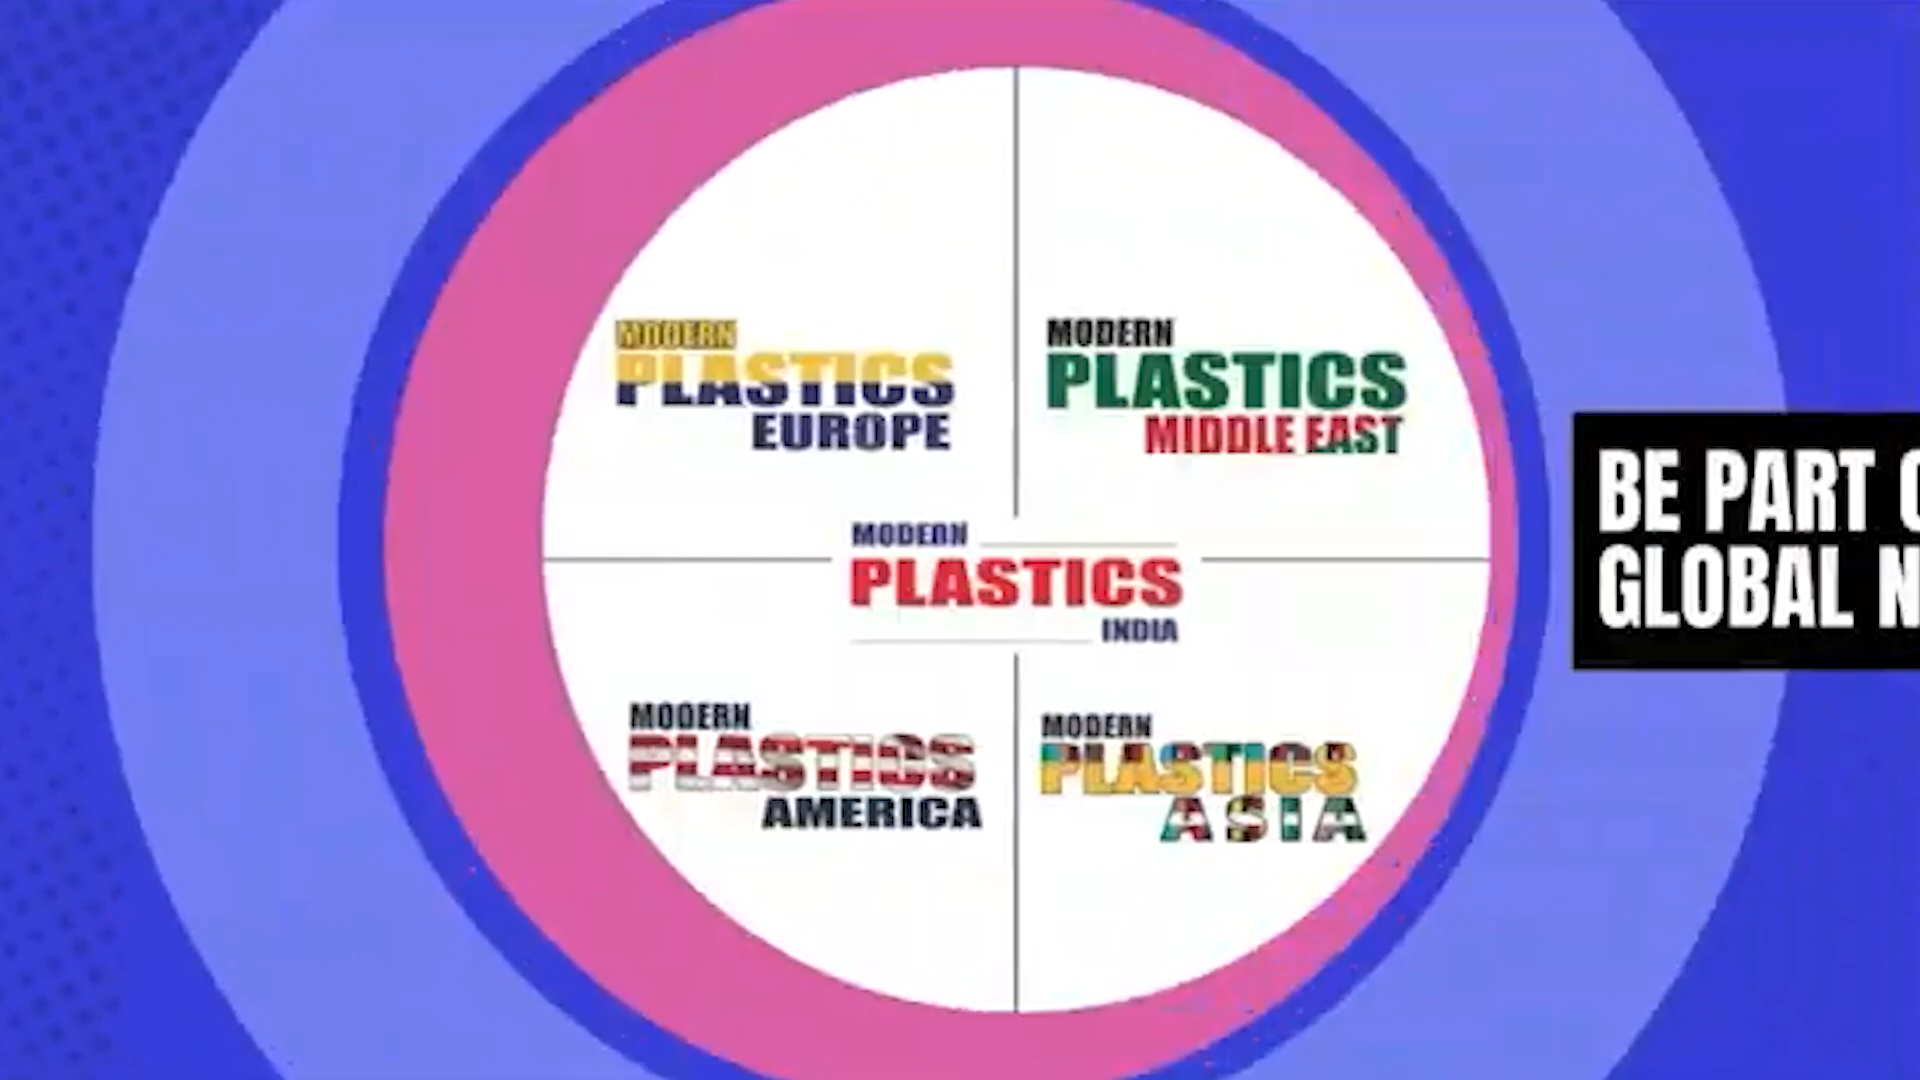 MODERN
PLASTICS
EUROPE
MODERN
PLASTICS
MIDDLE EAST
MODERN
PLASTICS
INDIA
MODERN
PLASTICS
AMERICA
MODERN
PLASTICS
ASIA
BE PART
GLOBAL